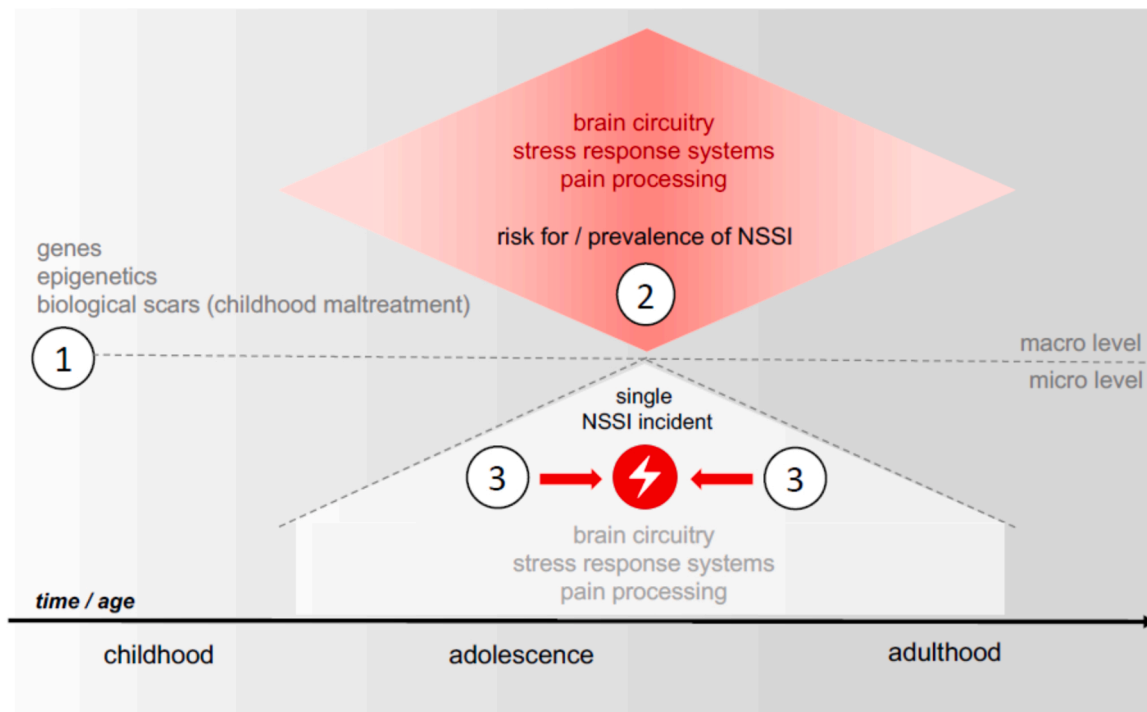 brain circuitry
stress response systems
pain processing
risk for / prevalence of NSSI
2
genes
epigenetics
biological scars (childhood maltreatment)
1
macro level
micro level
single
NSSI incident
3
3
brain circuitry
stress response systems
pain processing
time / age
childhood
adolescence
adulthood